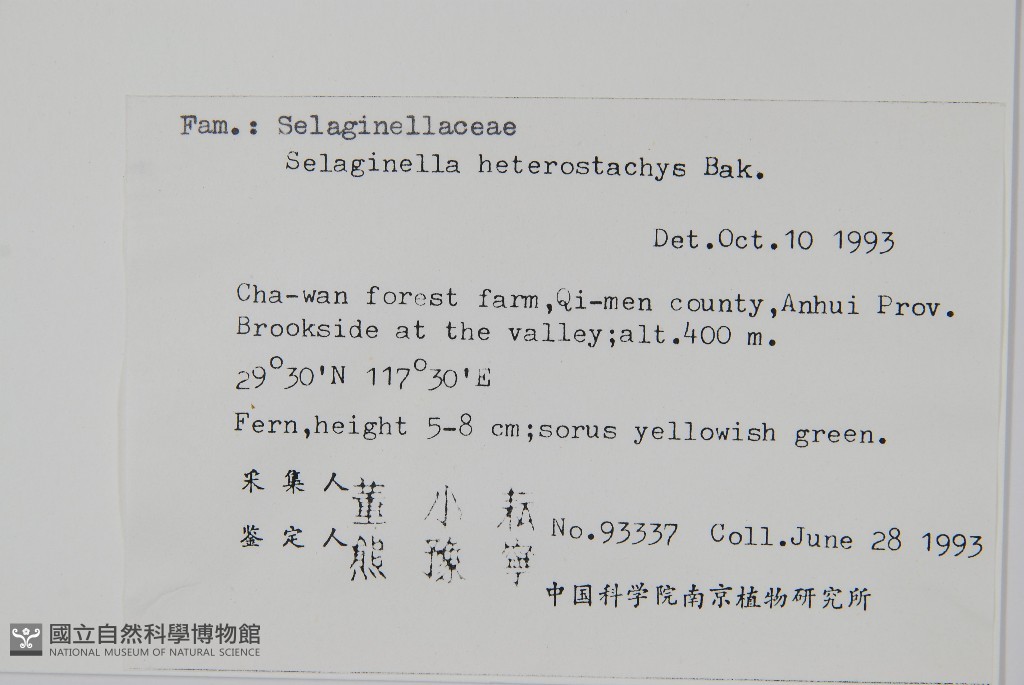 Fam.: Selaginellaceae
Selaginella heterostachys Bak.
Det.Oct.10 1993
Cha-wan forest farm,Qi-men county,Anhui Prov.
Brookside at the valley;alt.400 m.
29°30'N 117°30'E
Fern,height 5-8 cm;sorus yellowish green.
采集人 董小耘
鉴定人 熊豫寧 No.93337 Coll.June 28 1993
中国科学院南京植物研究所
國立自然科學博物館
NATIONAL MUSEUM OF NATURAL SCIENCE